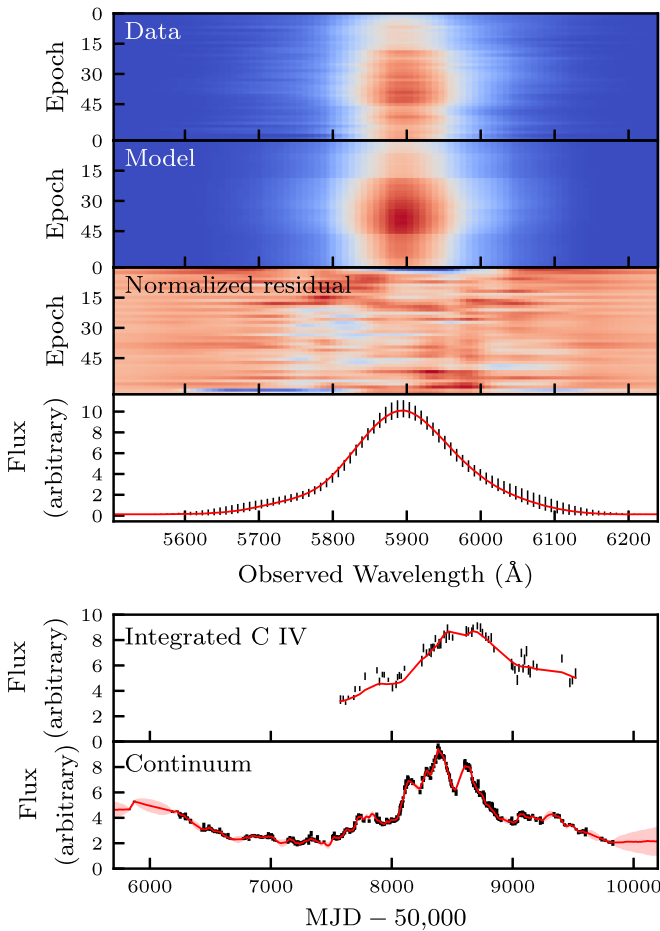 0
15
30
45
Epoch
Data
0
15
30
45
Epoch
Model
0
15
30
45
Epoch
Normalized residual
10
8
6
4
2
0
Flux
(arbitrary)
5600 5700 5800 5900 6000 6100 6200
Observed Wavelength (Å)
10
8
6
4
2
0
Flux
(arbitrary)
Integrated C IV
8
6
4
2
0
Flux
(arbitrary)
Continuum
6000 7000 8000 9000 10000
MJD − 50,000